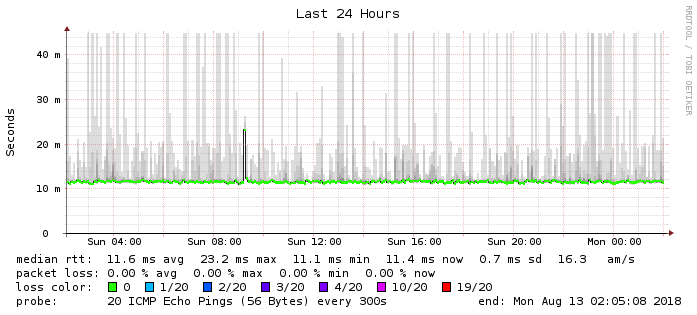 Last 24 Hours
RRDTOOL / TOBI OETIKER
Seconds
40 m
30 m
20 m
10 m
0
Sun 04:00 Sun 08:00 Sun 12:00 Sun 16:00 Sun 20:00 Mon 00:00
median rtt: 11.6 ms avg 23.2 ms max 11.1 ms min 11.4 ms now 0.7 ms sd 16.3 am/s
packet loss: 0.00 % avg 0.00 % max 0.00 % min 0.00 % now
loss color: 0 1/20 2/20 3/20 4/20 10/20 19/20
probe: 20 ICMP Echo Pings (56 Bytes) every 300s end: Mon Aug 13 02:05:08 2018